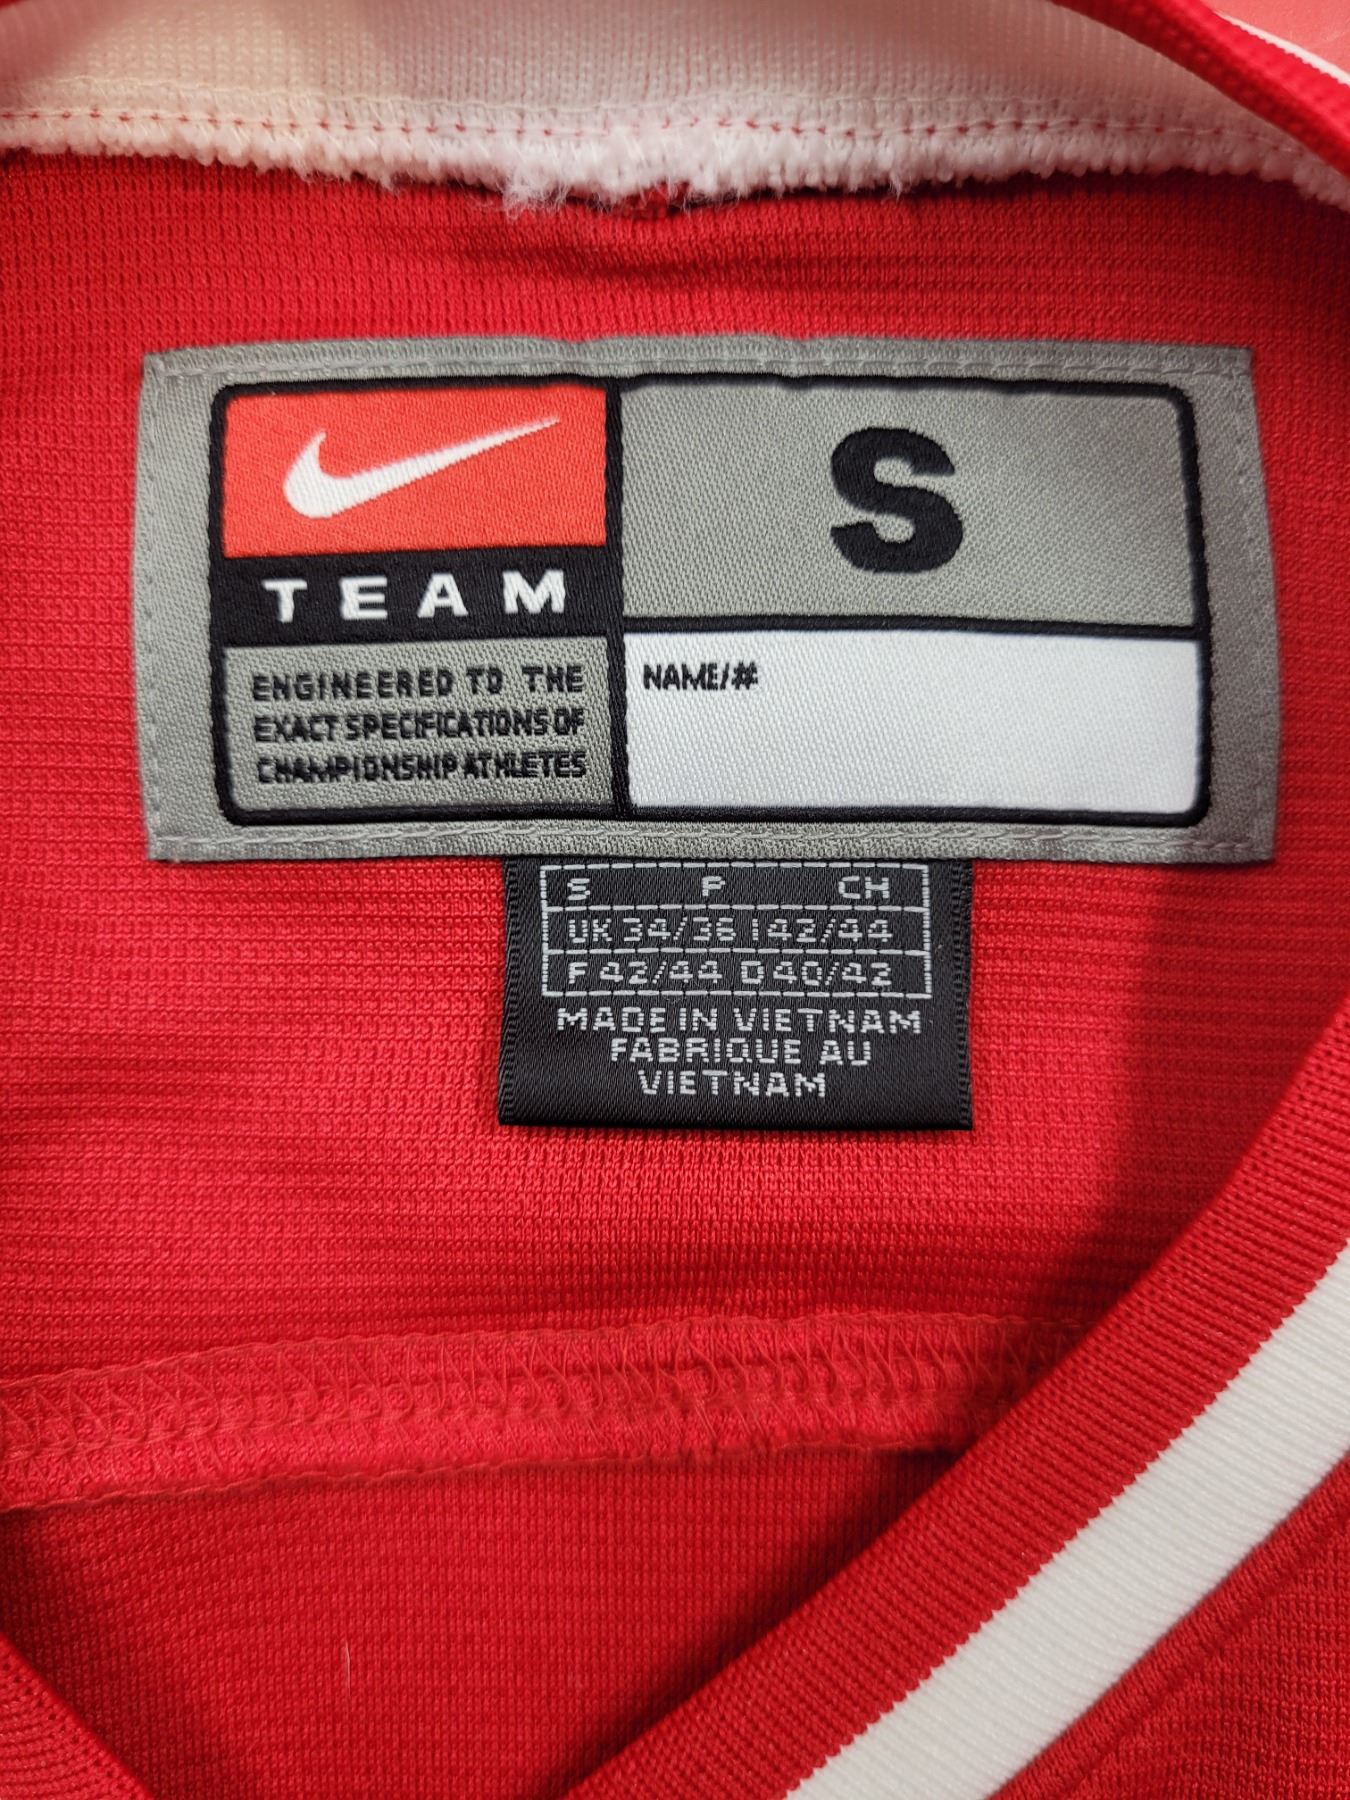 TEAM
ENGINEERED TO THE
EXACT SPECIFICATIONS OF
CHAMPIONSHIP ATHLETES
S
NAME/#
S P CH
UK 34/36 I 42/44
F 42/44 D 40/42
MADE IN VIETNAM
FABRIQUE AU
VIETNAM